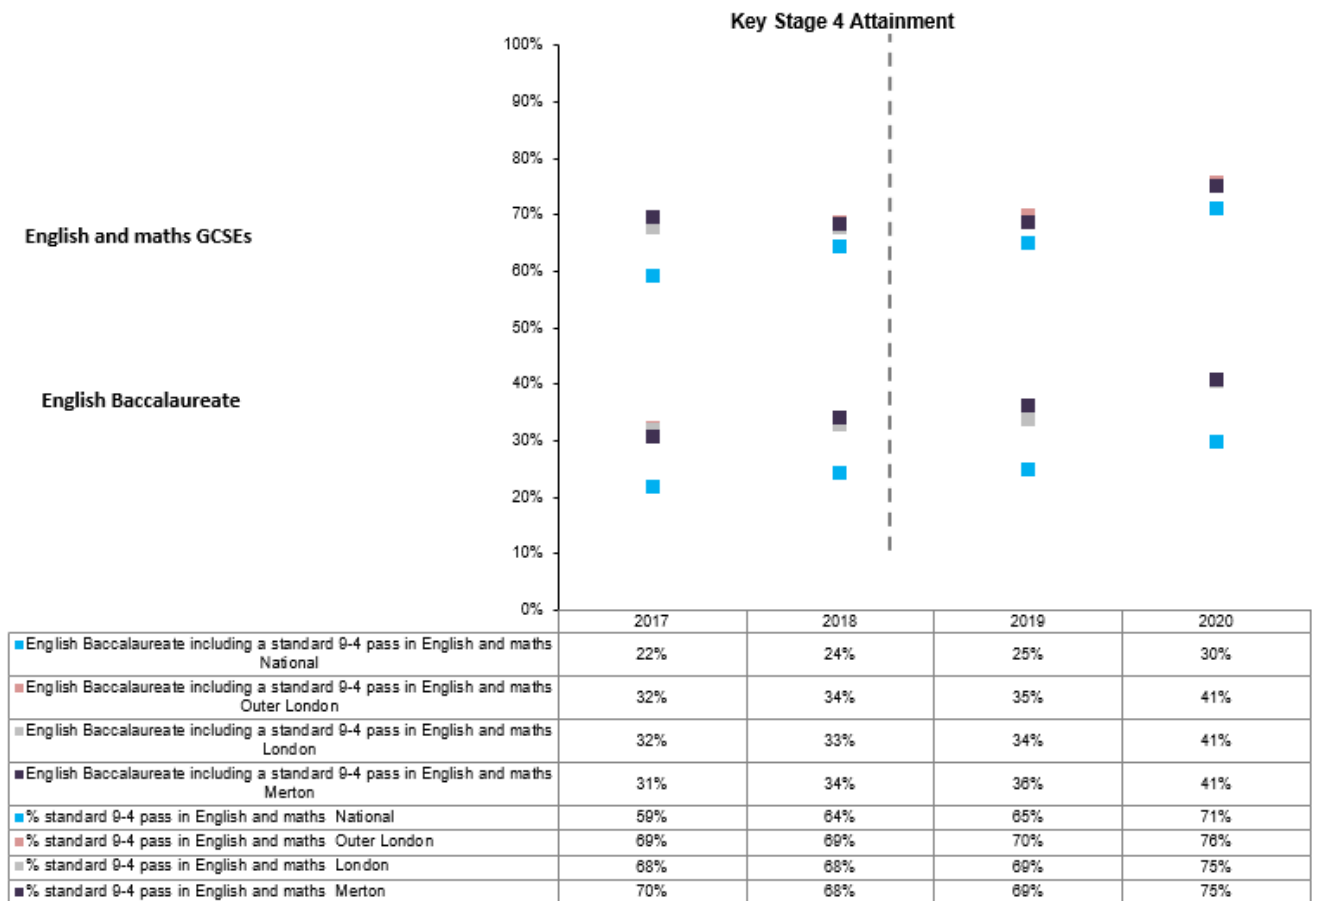 Key Stage 4 Attainment
100%
90%
80%
70%
English and maths GCSEs
60%
50%
40%
English Baccalaureate
30%
20%
10%
0%
2017 2018 2019 2020
English Baccalaureate including a standard 9-4 pass in English and maths
National 22% 24% 25% 30%
English Baccalaureate including a standard 9-4 pass in English and maths
Outer London 32% 34% 35% 41%
English Baccalaureate including a standard 9-4 pass in English and maths
London 32% 33% 34% 41%
English Baccalaureate including a standard 9-4 pass in English and maths
Merton 31% 34% 36% 41%
% standard 9-4 pass in English and maths National 59% 64% 65% 71%
% standard 9-4 pass in English and maths Outer London 69% 69% 70% 76%
% standard 9-4 pass in English and maths London 68% 68% 69% 75%
% standard 9-4 pass in English and maths Merton 70% 68% 69% 75%